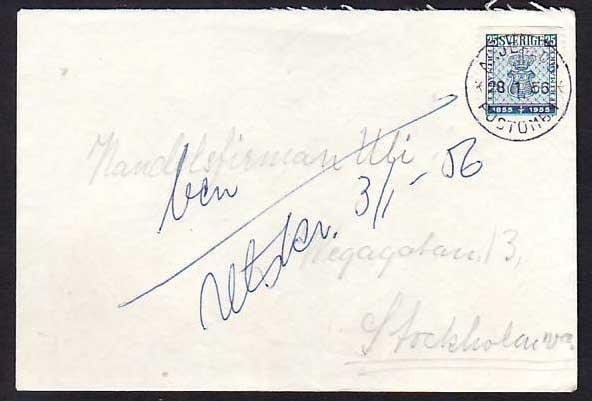 25 SVERIGE 25
28 1 56
1855 1955
Handelsfirman Ubi
ben
Utskr. 3/1-56
Regagatan 13,
Stockholm va.